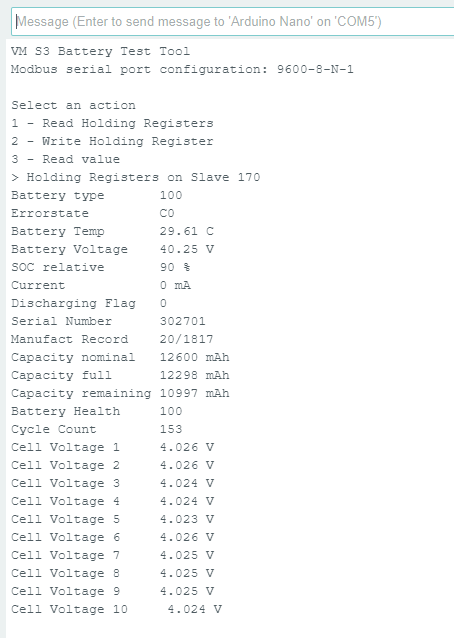 Message (Enter to send message to 'Arduino Nano' on 'COM5')
VM S3 Battery Test Tool
Modbus serial port configuration: 9600-8-N-1
Select an action
1 - Read Holding Registers
2 - Write Holding Register
3 - Read value
> Holding Registers on Slave 170
Battery type 100
Errorstate C0
Battery Temp 29.61 C
Battery Voltage 40.25 V
SOC relative 90 %
Current 0 mA
Discharging Flag 0
Serial Number 302701
Manufact Record 20/1817
Capacity nominal 12600 mAh
Capacity full 12298 mAh
Capacity remaining 10997 mAh
Battery Health 100
Cycle Count 153
Cell Voltage 1 4.026 V
Cell Voltage 2 4.026 V
Cell Voltage 3 4.024 V
Cell Voltage 4 4.024 V
Cell Voltage 5 4.023 V
Cell Voltage 6 4.026 V
Cell Voltage 7 4.025 V
Cell Voltage 8 4.025 V
Cell Voltage 9 4.025 V
Cell Voltage 10 4.024 V